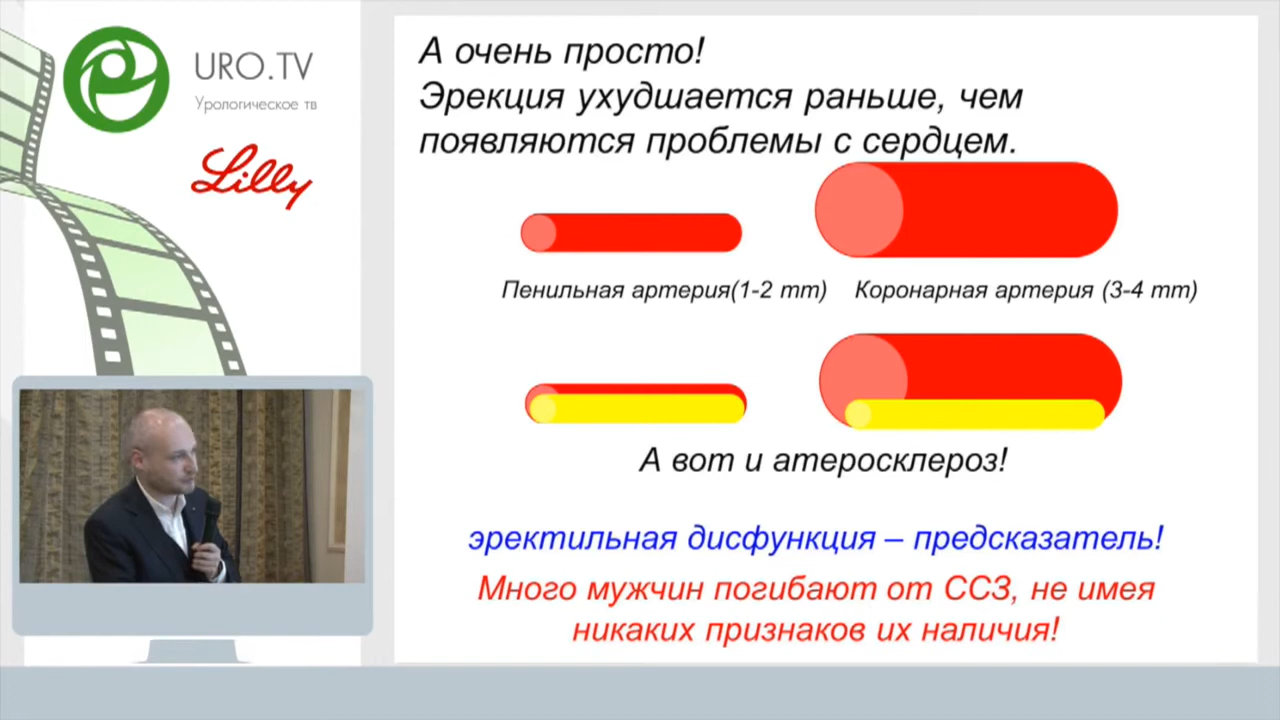 URO.TV
Урологическое тв
Lilly
А очень просто!
Эрекция ухудшается раньше, чем
появляются проблемы с сердцем.
Пенильная артерия(1-2 mm) Коронарная артерия (3-4 mm)
А вот и атеросклероз!
эректильная дисфункция – предсказатель!
Много мужчин погибают от ССЗ, не имея
никаких признаков их наличия!